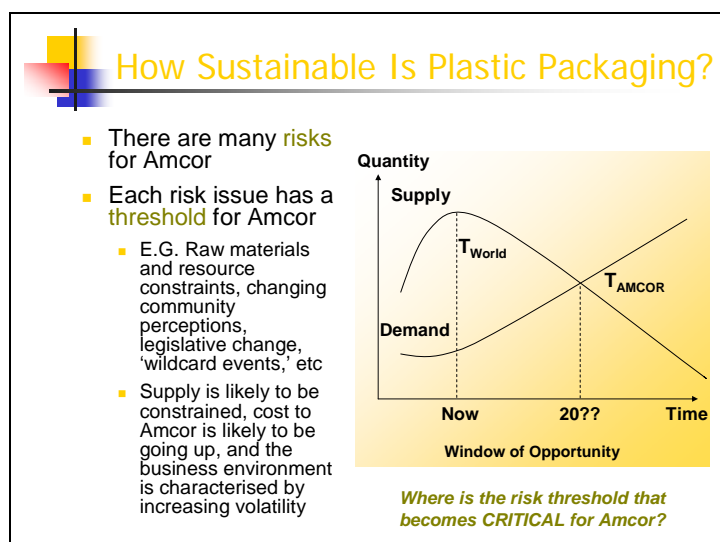 How Sustainable Is Plastic Packaging?
There are many risks
for Amcor
Each risk issue has a
threshold for Amcor
E.G. Raw materials
and resource
constraints, changing
community
perceptions,
legislative change,
‘wildcard events,’ etc
Supply is likely to be
constrained, cost to
Amcor is likely to be
going up, and the
business environment
is characterised by
increasing volatility
Quantity
Supply
TWorld
TAMCOR
Demand
Now 20?? Time
Window of Opportunity
Where is the risk threshold that
becomes CRITICAL for Amcor?